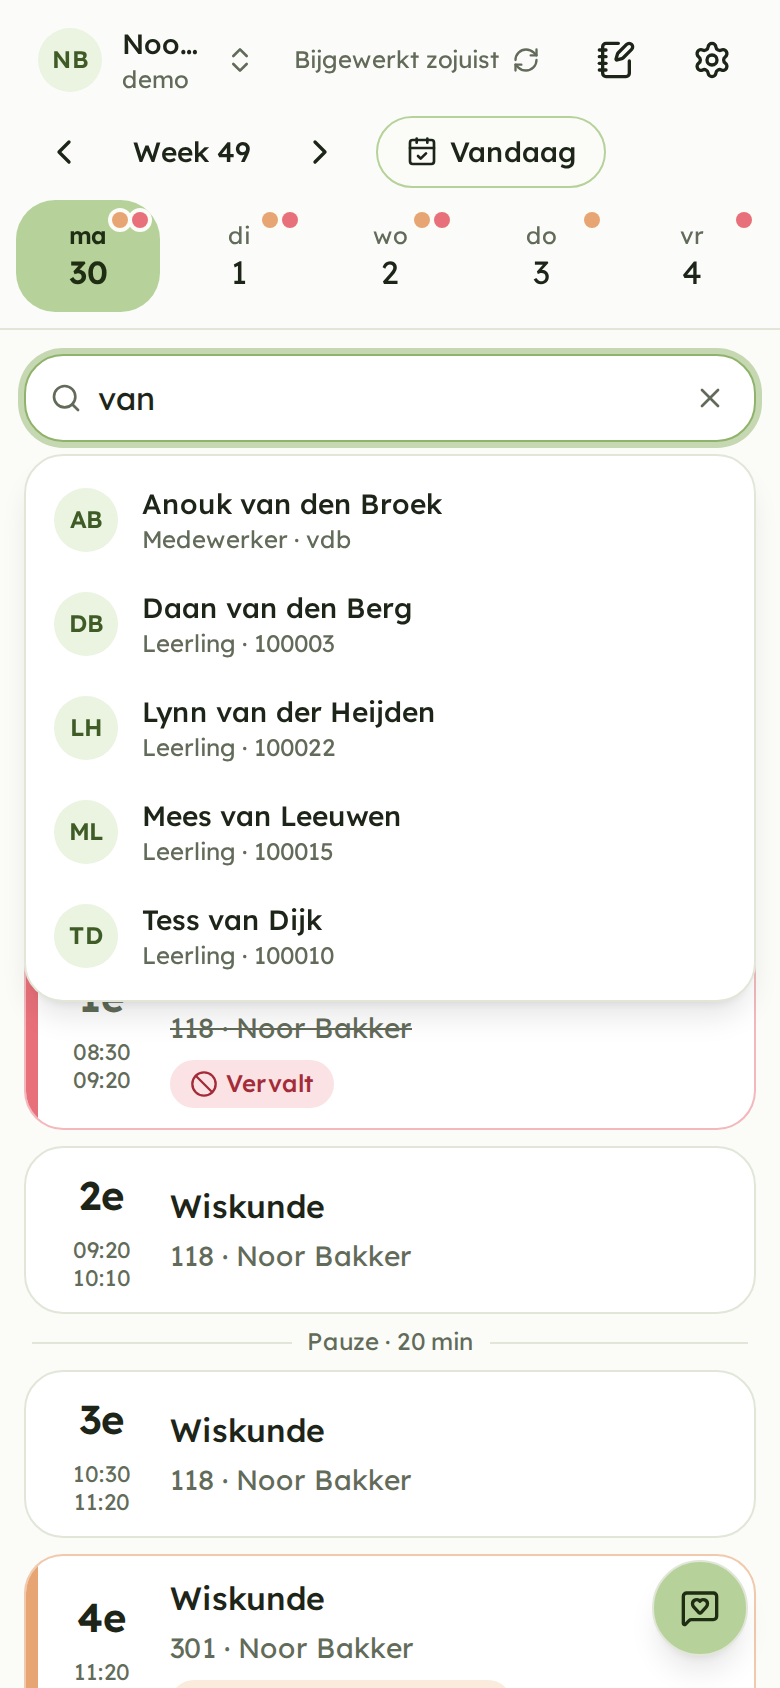 NB
Noo...
demo
Bijgewerkt zojuist
Week 49
Vandaag
ma
30
di
1
wo
2
do
3
vr
4
van
AB
Anouk van den Broek
Medewerker · vdb
DB
Daan van den Berg
Leerling · 100003
LH
Lynn van der Heijden
Leerling · 100022
ML
Mees van Leeuwen
Leerling · 100015
TD
Tess van Dijk
Leerling · 100010
1e
08:30
09:20
118 · Noor Bakker
Vervalt
2e
09:20
10:10
Wiskunde
118 · Noor Bakker
Pauze · 20 min
3e
10:30
11:20
Wiskunde
118 · Noor Bakker
4e
11:20
Wiskunde
301 · Noor Bakker